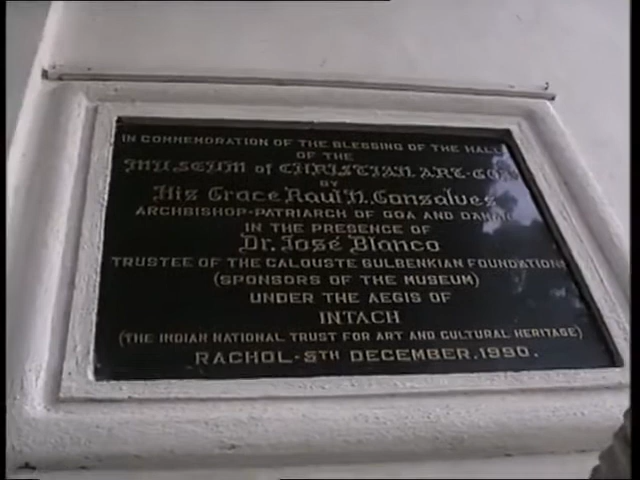 IN COMMEMORATION OF THE BLESSING OF THE HALL
OF THE
MUSEUM OF CHRISTIAN ART-GOA
BY
HIS GRACE RAUL N. GONSALVES
ARCHBISHOP-PATRIARCH OF GOA AND DAMAN
IN THE PRESENCE OF
DR. JOSÉ BLANCO
TRUSTEE OF THE CALOUSTE GULBENKIAN FOUNDATION
(SPONSORS OF THE MUSEUM)
UNDER THE AEGIS OF
INTACH
(THE INDIAN NATIONAL TRUST FOR ART AND CULTURAL HERITAGE)
RACHOL-5TH DECEMBER.1990.